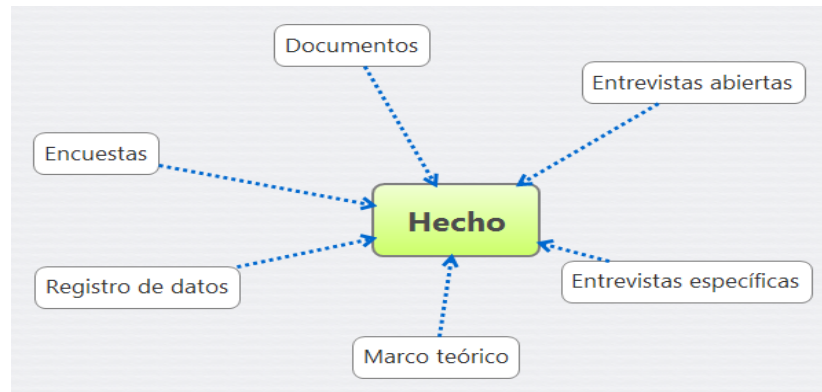 Documentos
Entrevistas abiertas
Encuestas
Hecho
Registro de datos
Entrevistas específicas
Marco teórico